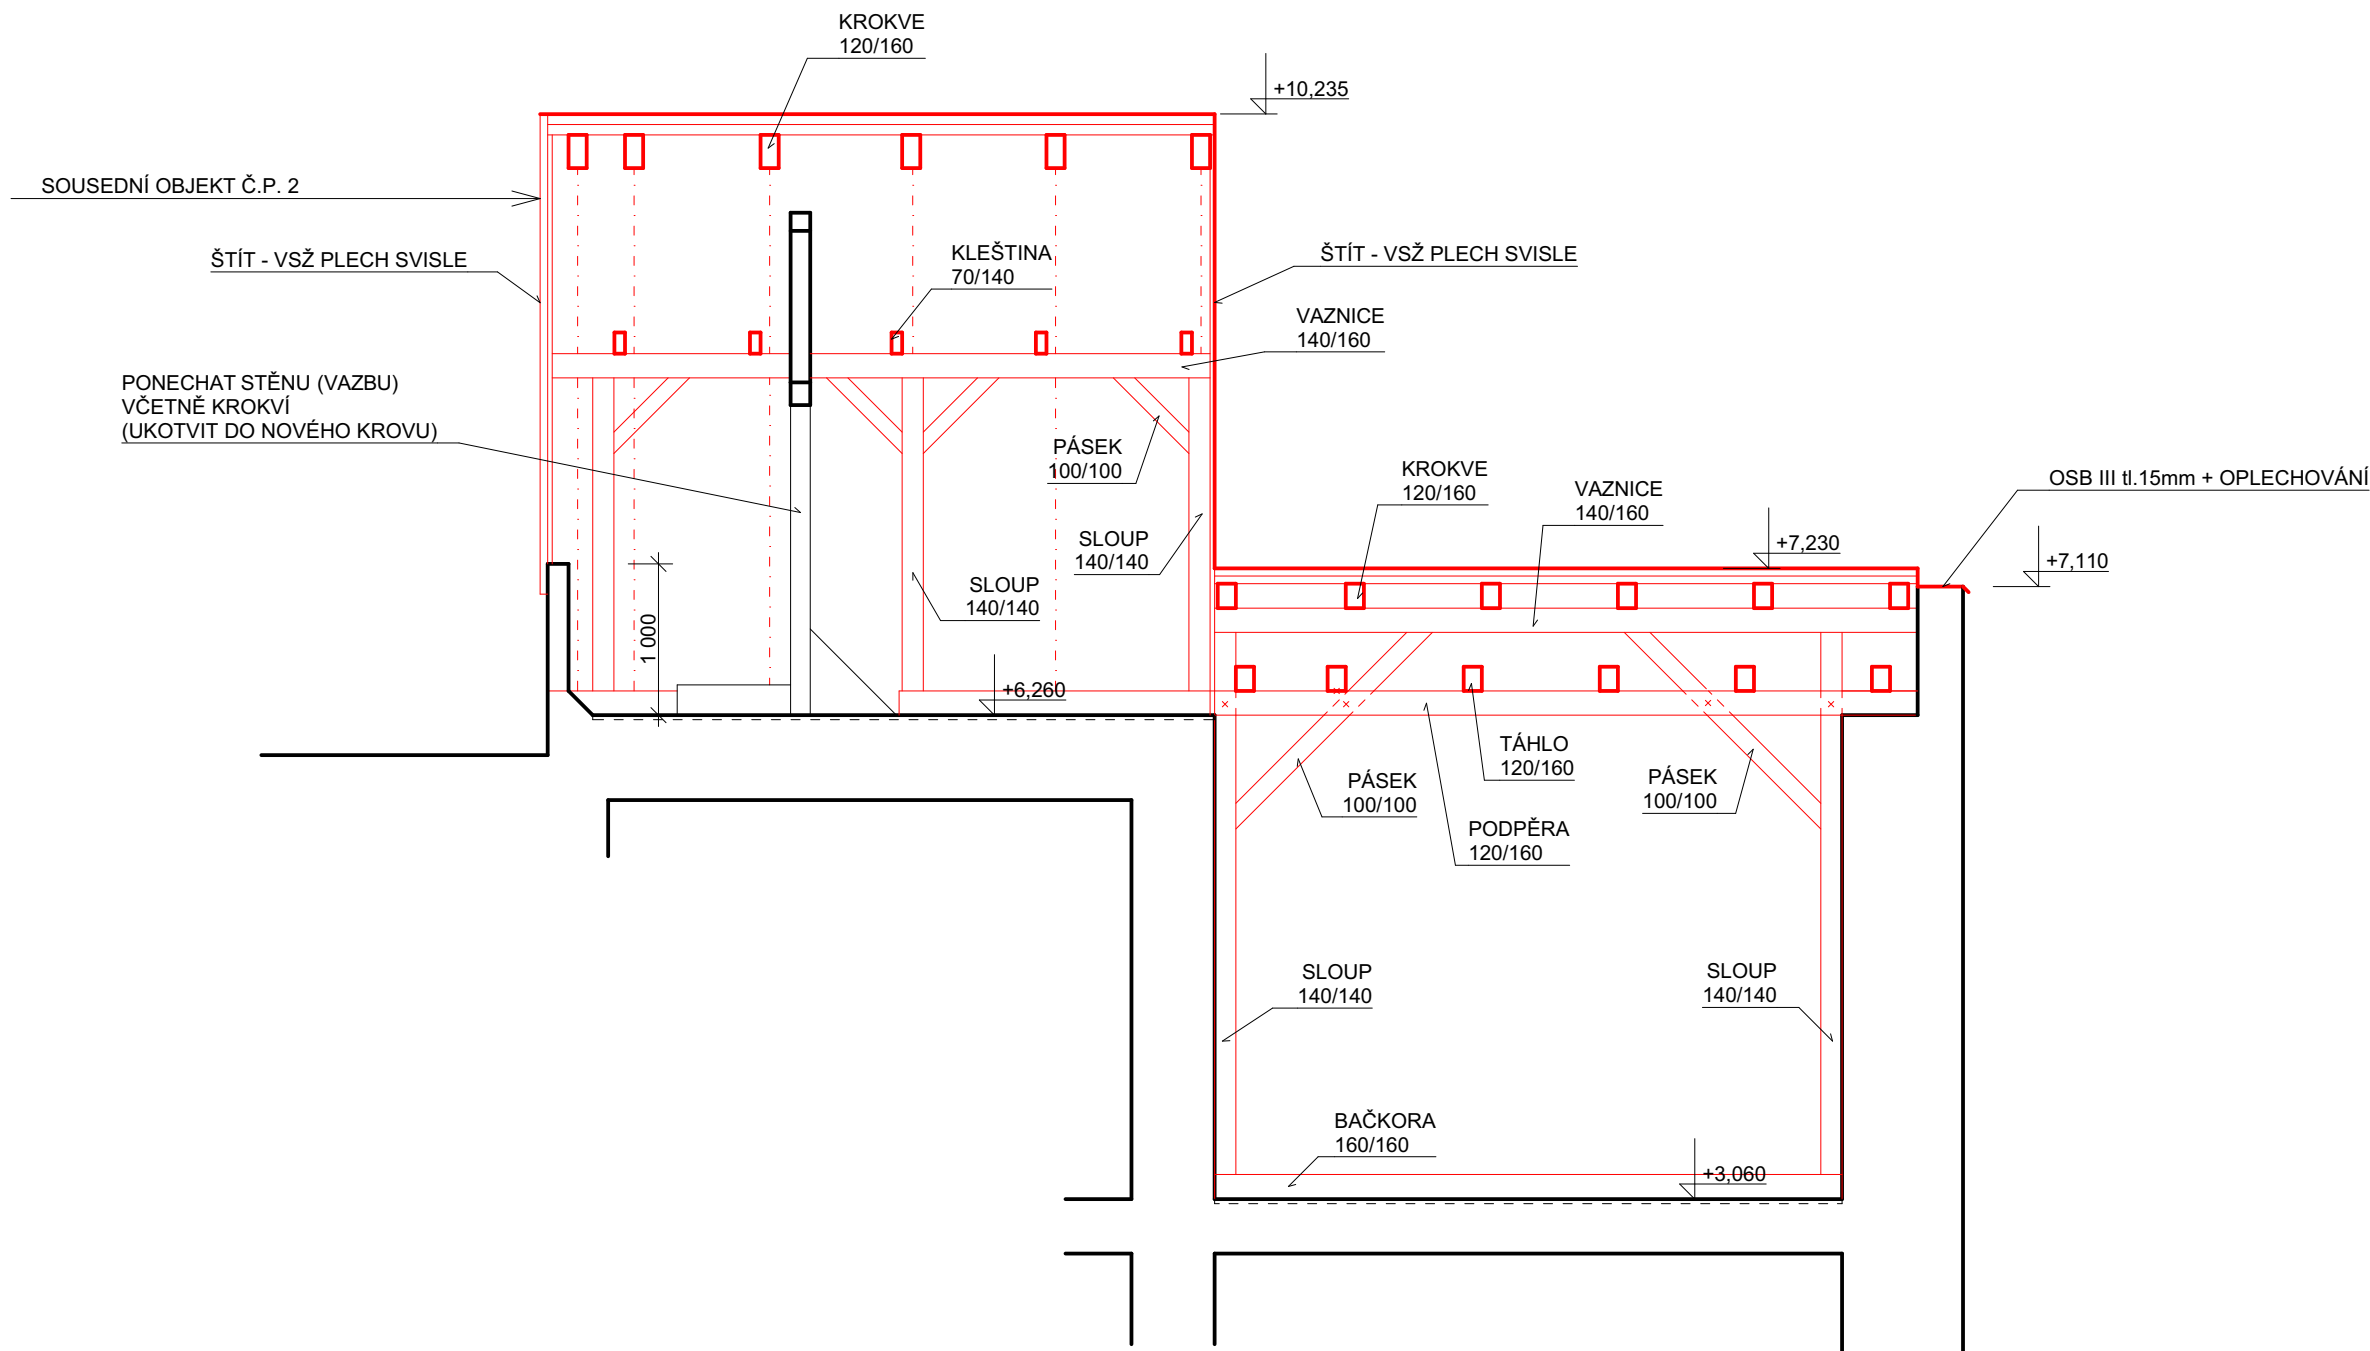 KROKVE
120/160
+10,235
SOUSEDNÍ OBJEKT Č.P. 2
ŠTÍT - VSŽ PLECH SVISLE
KLEŠTINA
70/140
ŠTÍT - VSŽ PLECH SVISLE
VAZNICE
140/160
PONECHAT STĚNU (VAZBU)
VČETNĚ KROKVÍ
(UKOTVIT DO NOVÉHO KROVU)
PÁSEK
100/100
KROKVE
120/160
VAZNICE
140/160
OSB III tl.15mm + OPLECHOVÁNÍ
SLOUP
140/140
+7,230
+7,110
SLOUP
140/140
1 000
+6,260
TÁHLO
120/160
PÁSEK
100/100
PÁSEK
100/100
PODPĚRA
120/160
SLOUP
140/140
SLOUP
140/140
BAČKORA
160/160
+3,060